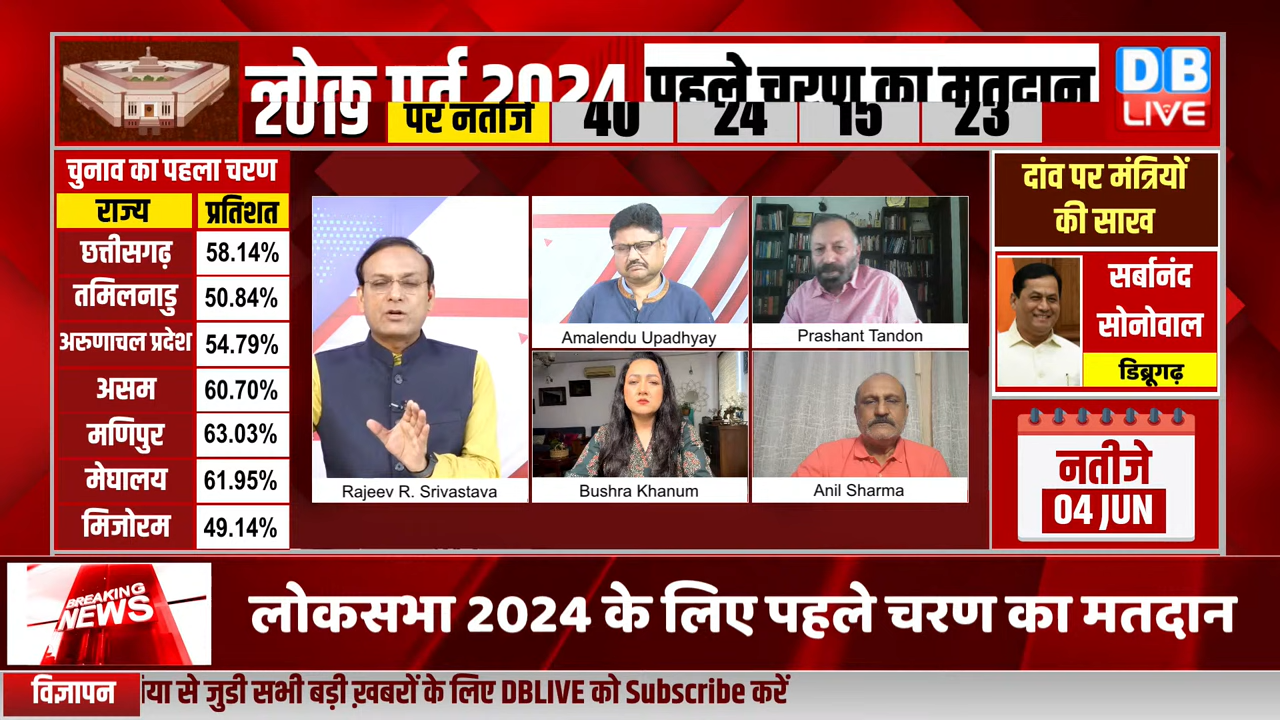 लोक पर्व 2024
पहले चरण का मतदान
2019 पर नतीजे 40 24 15 23
DB
LIVE
चुनाव का पहला चरण
राज्य प्रतिशत
छत्तीसगढ़ 58.14%
तमिलनाडु 50.84%
अरुणाचल प्रदेश 54.79%
असम 60.70%
मणिपुर 63.03%
मेघालय 61.95%
मिजोरम 49.14%
Amalendu Upadhyay
Prashant Tandon
Rajeev R. Srivastava
Bushra Khanum
Anil Sharma
दांव पर मंत्रियों
की साख
सर्बानंद
सोनोवाल
डिब्रूगढ़
नतीजे
04 JUN
BREAKING
NEWS
लोकसभा 2024 के लिए पहले चरण का मतदान
विज्ञापन
से जुडी सभी बड़ी ख़बरों के लिए DBLIVE को Subscribe करें